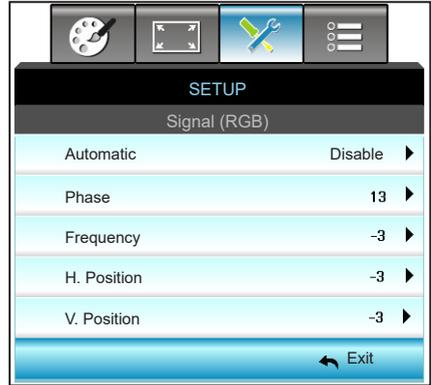 SETUP
Signal (RGB)
Automatic Disable
Phase 13
Frequency -3
H. Position -3
V. Position -3
Exit